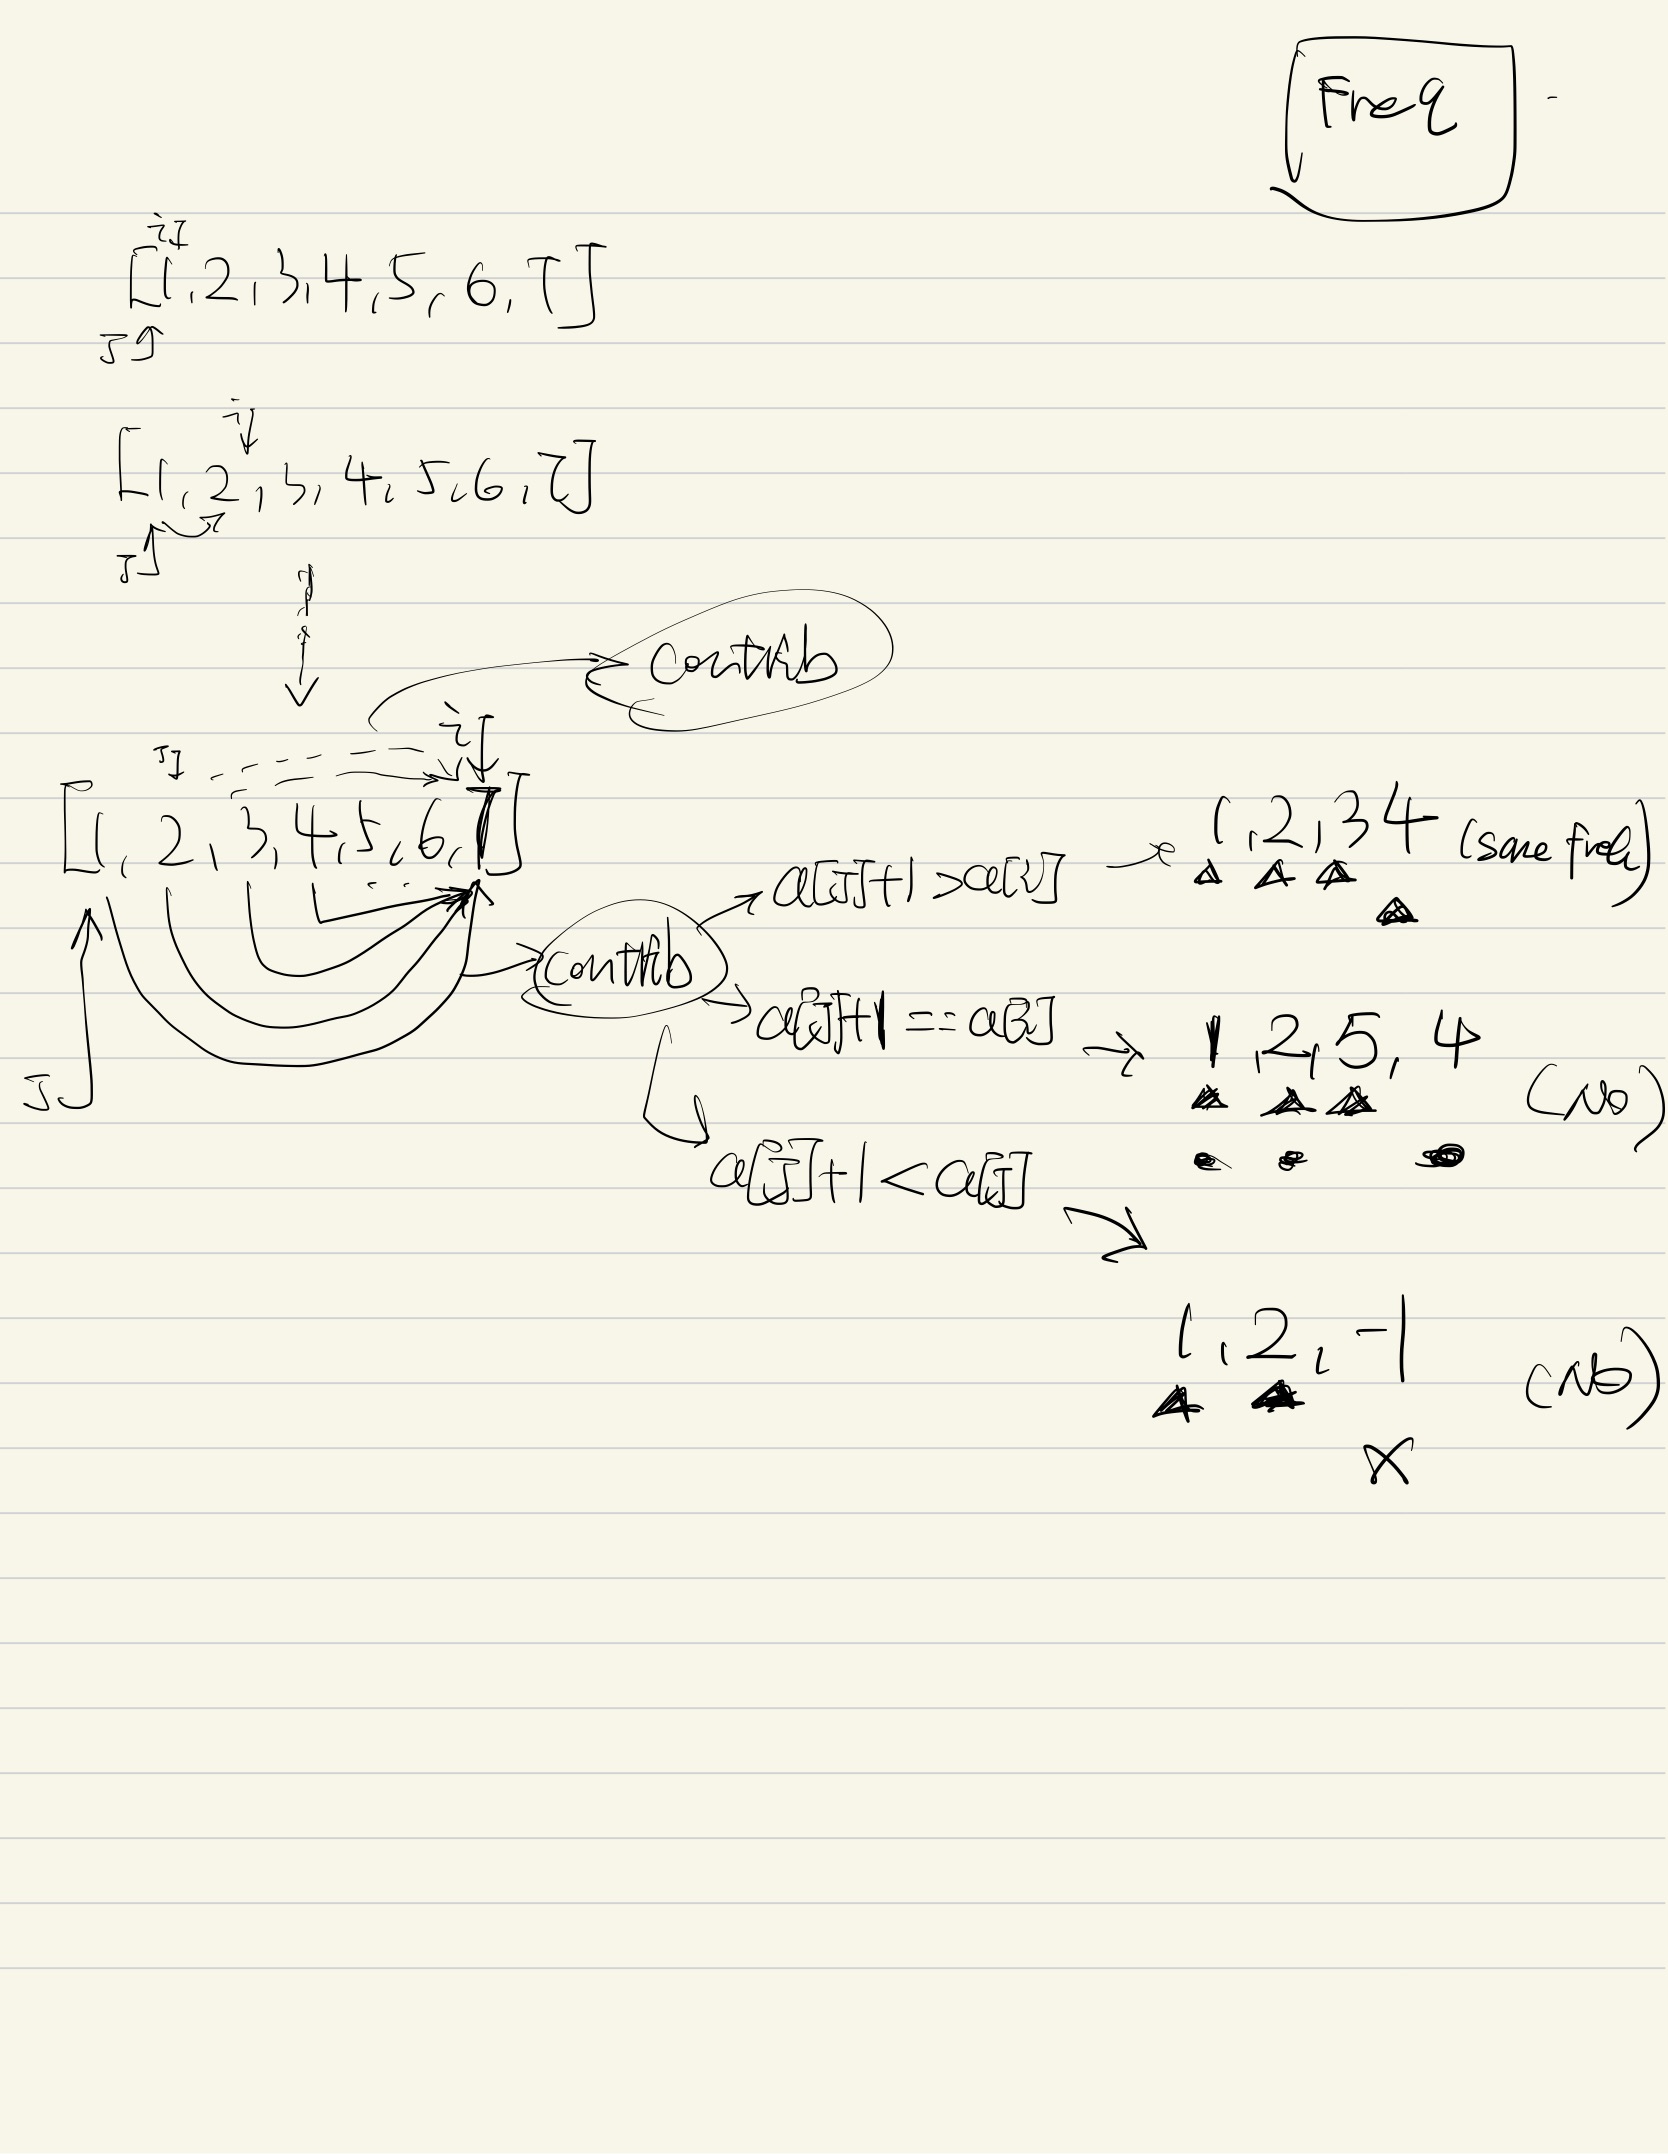 Freq
i
[1,2,3,4,5,6,7]
J
i
[1,2,3,4,5,6,7]
J
contrib
i
J
[1,2,3,4,5,6,7]
1,2,3 4 (same freq)
a[J]+1 > a[i]
contrib
a[J]+1 == a[i]
1,2,5,4
J
(No)
a[J]+1 < a[J]
1,2,-1
(No)
X